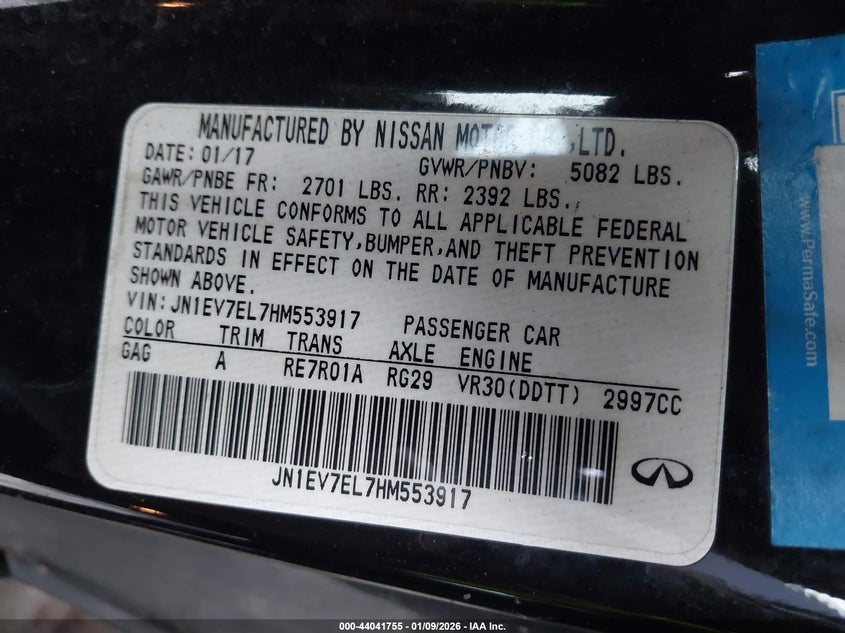 MANUFACTURED BY NISSAN MOTOR LTD.
DATE: 01/17 GVWR/PNBV: 5082 LBS.
GAWR/PNBE FR: 2701 LBS. RR: 2392 LBS.
THIS VEHICLE CONFORMS TO ALL APPLICABLE FEDERAL
MOTOR VEHICLE SAFETY, BUMPER, AND THEFT PREVENTION
STANDARDS IN EFFECT ON THE DATE OF MANUFACTURE
SHOWN ABOVE.
VIN: JN1EV7EL7HM553917 PASSENGER CAR
COLOR TRIM TRANS AXLE ENGINE
GAG A RE7R01A RG29 VR30(DDTT) 2997CC
JN1EV7EL7HM553917
www.PermaSafe.com
000-44041755 - 01/09/2026 - IAA Inc.